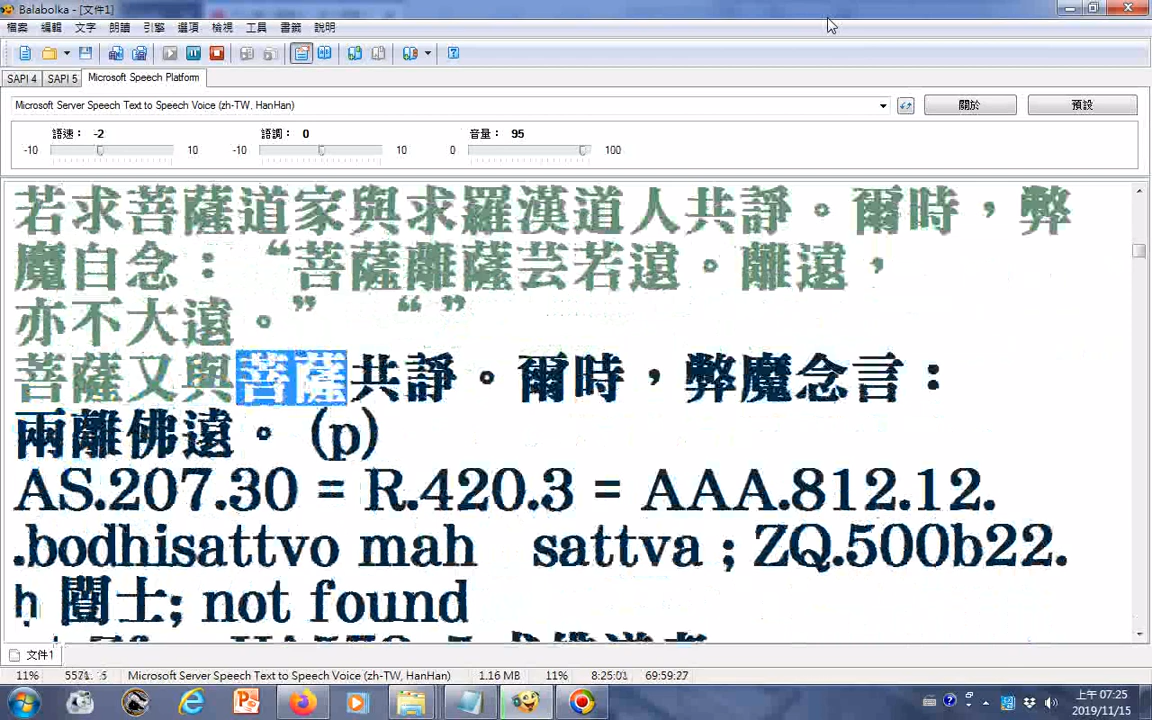 Balabolka - [文件1]
檔案 編輯 文字 朗讀 引擎 選項 檢視 工具 書籤 說明
SAPI 4 SAPI 5 Microsoft Speech Platform
Microsoft Server Speech Text to Speech Voice (zh-TW, HanHan) 關於 預設
語速： -2 語調： 0 音量： 95
-10 10 -10 10 0 100
若求菩薩道家與求羅漢道人共諍。爾時，弊
魔自念：“菩薩離薩芸若遠。離遠，
亦不大遠。” “ ”
菩薩又與菩薩共諍。爾時，弊魔念言：
兩離佛遠。(p)
AS.207.30 = R.420.3 = AAA.812.12.
.bodhisattvo mah sattva ; ZQ.500b22.
闓士; not found
文件1
11% Microsoft Server Speech Text to Speech Voice (zh-TW, HanHan) 1.16 MB 11% 8:25:01 69:59:27
上午 07:25
2019/11/15